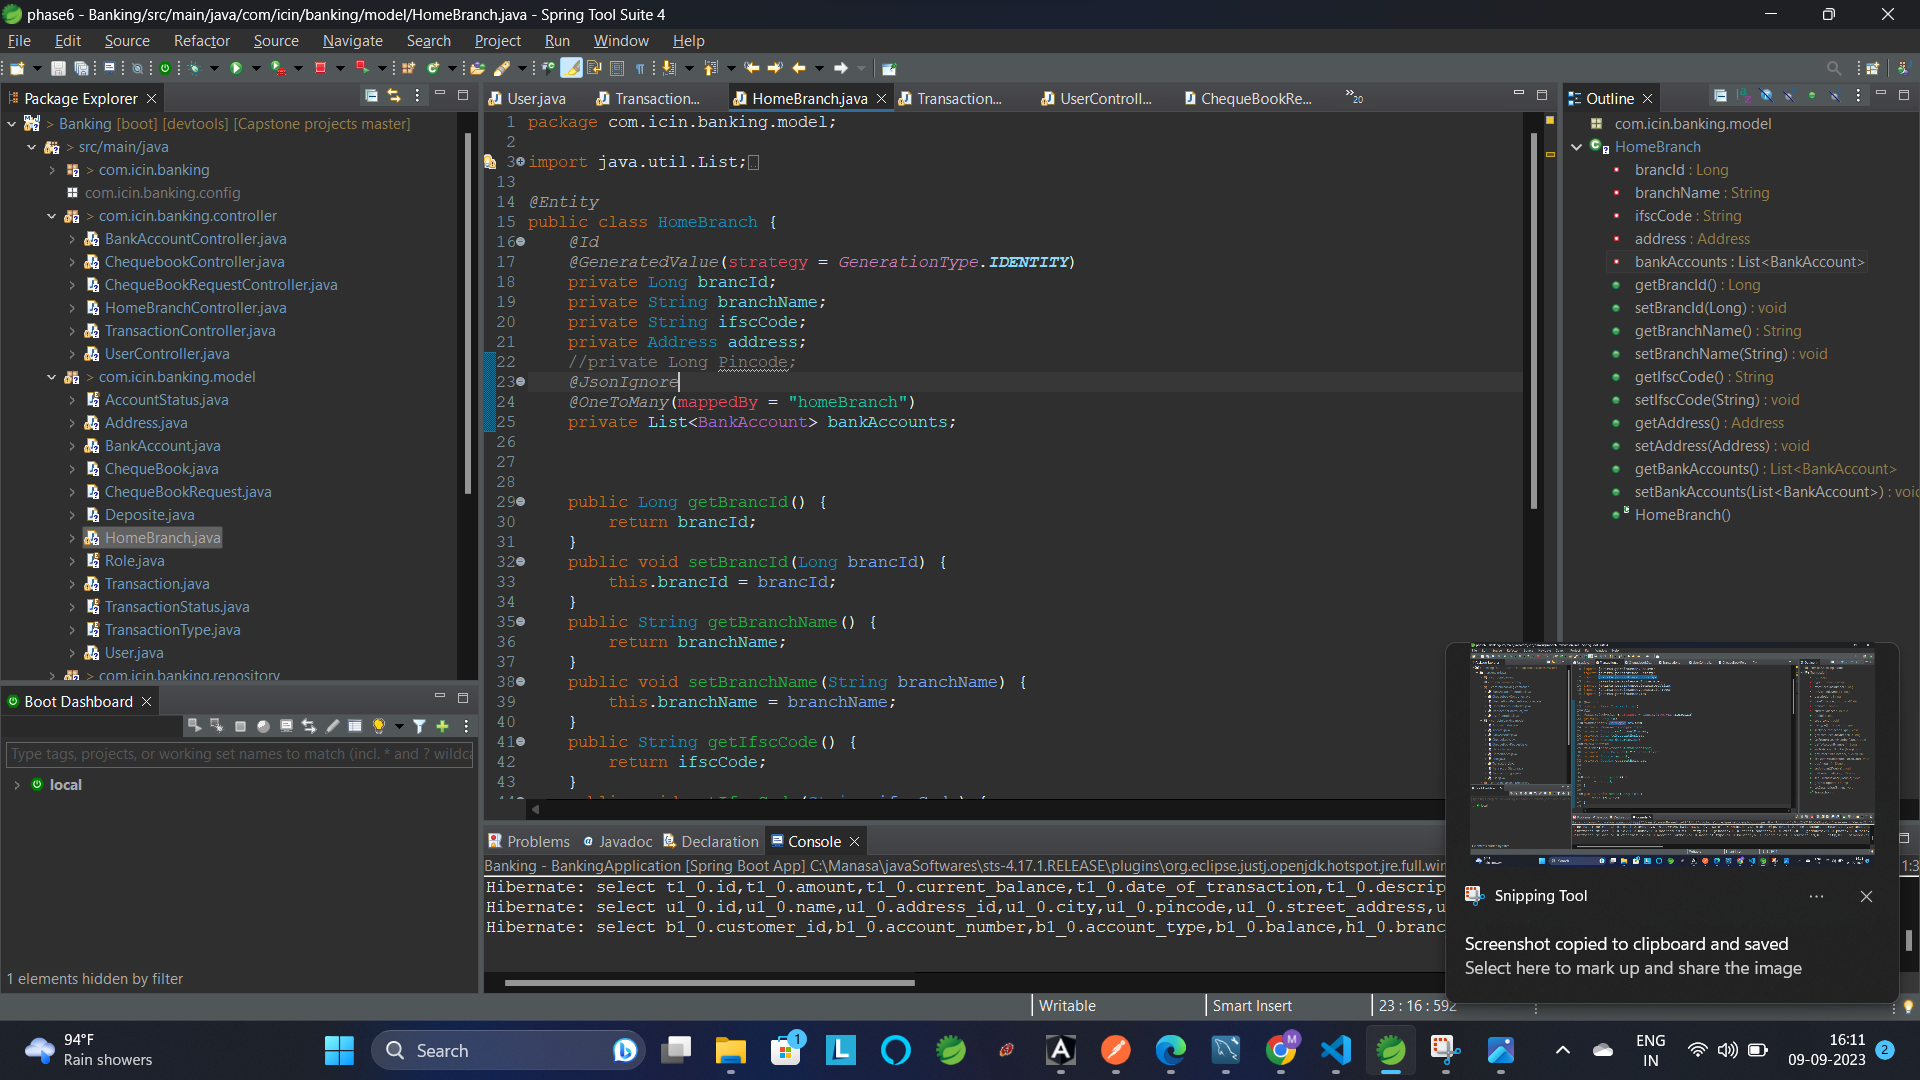 phase6 - Banking/src/main/java/com/icin/banking/model/HomeBranch.java - Spring Tool Suite 4
File Edit Source Refactor Source Navigate Search Project Run Window Help
Package Explorer
> Banking [boot] [devtools] [Capstone projects master]
> src/main/java
> com.icin.banking
com.icin.banking.config
> com.icin.banking.controller
BankAccountController.java
ChequebookController.java
ChequeBookRequestController.java
HomeBranchController.java
TransactionController.java
UserController.java
> com.icin.banking.model
AccountStatus.java
Address.java
BankAccount.java
ChequeBook.java
ChequeBookRequest.java
Deposite.java
HomeBranch.java
Role.java
Transaction.java
TransactionStatus.java
TransactionType.java
User.java
> com.icin.banking.repository
Boot Dashboard
Type tags, projects, or working set names to match (incl. * and ? wildca
local
1 elements hidden by filter
User.java Transaction... HomeBranch.java Transaction... UserControll... ChequeBookRe... »20
1 package com.icin.banking.model;
2
3 import java.util.List;
13
14 @Entity
15 public class HomeBranch {
16 @Id
17 @GeneratedValue(strategy = GenerationType.IDENTITY)
18 private Long brancId;
19 private String branchName;
20 private String ifscCode;
21 private Address address;
22 //private Long Pincode;
23 @JsonIgnore
24 @OneToMany(mappedBy = "homeBranch")
25 private List<BankAccount> bankAccounts;
26
27
28
29 public Long getBrancId() {
30 return brancId;
31 }
32 public void setBrancId(Long brancId) {
33 this.brancId = brancId;
34 }
35 public String getBranchName() {
36 return branchName;
37 }
38 public void setBranchName(String branchName) {
39 this.branchName = branchName;
40 }
41 public String getIfscCode() {
42 return ifscCode;
43 }
Problems Javadoc Declaration Console
Banking - BankingApplication [Spring Boot App] C:\Manasa\javaSoftwares\sts-4.17.1.RELEASE\plugins\org.eclipse.justj.openjdk.hotspot.jre.full.win
Hibernate: select t1_0.id,t1_0.amount,t1_0.current_balance,t1_0.date_of_transaction,t1_0.descrip
Hibernate: select u1_0.id,u1_0.name,u1_0.address_id,u1_0.city,u1_0.pincode,u1_0.street_address,u
Hibernate: select b1_0.customer_id,b1_0.account_number,b1_0.account_type,b1_0.balance,h1_0.branc
Outline
com.icin.banking.model
HomeBranch
brancId : Long
branchName : String
ifscCode : String
address : Address
bankAccounts : List<BankAccount>
getBrancId() : Long
setBrancId(Long) : void
getBranchName() : String
setBranchName(String) : void
getIfscCode() : String
setIfscCode(String) : void
getAddress() : Address
setAddress(Address) : void
getBankAccounts() : List<BankAccount>
setBankAccounts(List<BankAccount>) : voic
HomeBranch()
Snipping Tool
Screenshot copied to clipboard and saved
Select here to mark up and share the image
Writable Smart Insert 23 : 16 : 592
94°F
Rain showers
Search
1
M
ENG
IN
16:11
09-09-2023
2